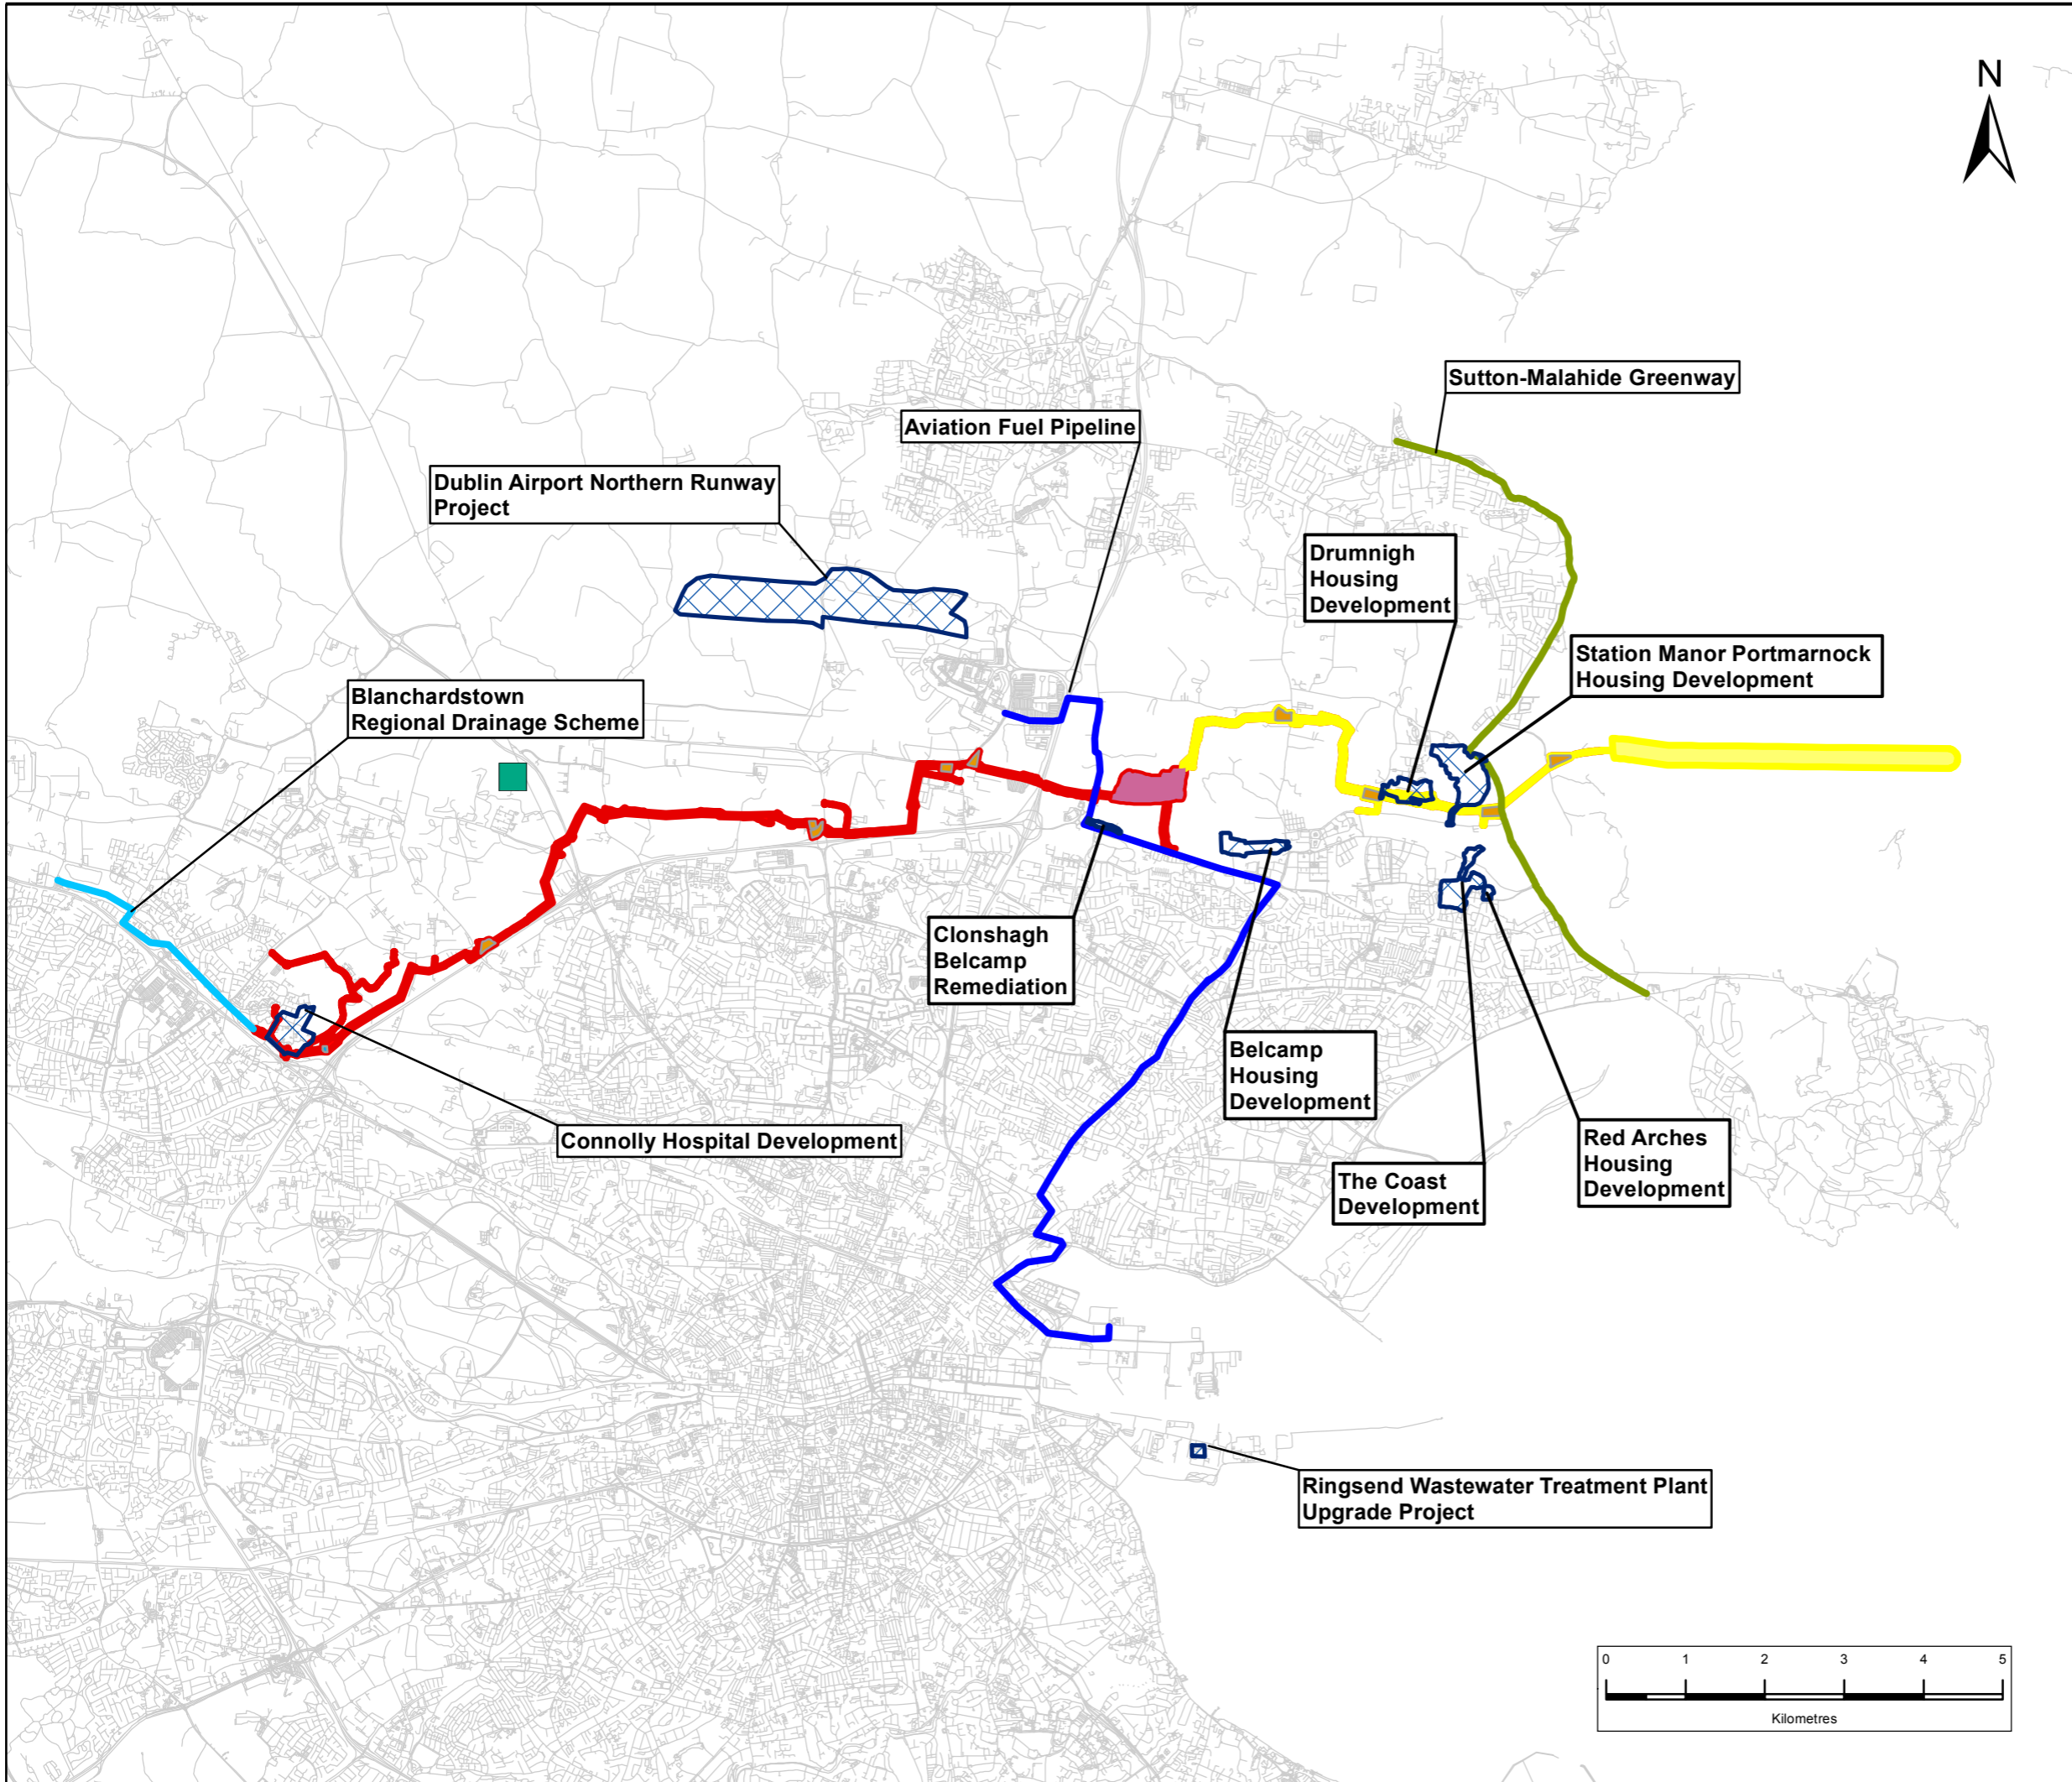 N
Sutton-Malahide Greenway
Aviation Fuel Pipeline
Dublin Airport Northern Runway
Project
Drumnigh
Housing
Development
Station Manor Portmarnock
Housing Development
Blanchardstown
Regional Drainage Scheme
Clonshagh
Belcamp
Remediation
Belcamp
Housing
Development
Connolly Hospital Development
The Coast
Development
Red Arches
Housing
Development
Ringsend Wastewater Treatment Plant
Upgrade Project
0 1 2 3 4 5
Kilometres